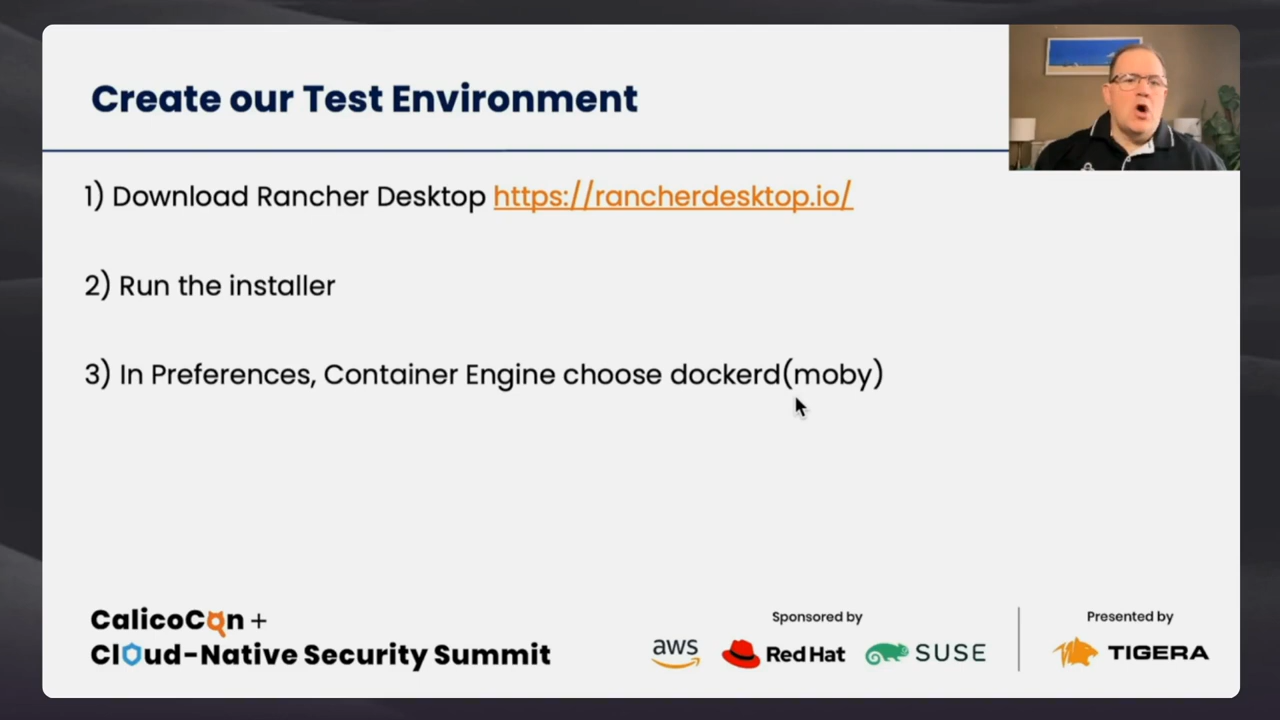 Create our Test Environment
1) Download Rancher Desktop https://rancherdesktop.io/
2) Run the installer
3) In Preferences, Container Engine choose dockerd(moby)
CalicoCon +
Cloud-Native Security Summit
Sponsored by
aws
Red Hat
SUSE
Presented by
TIGERA